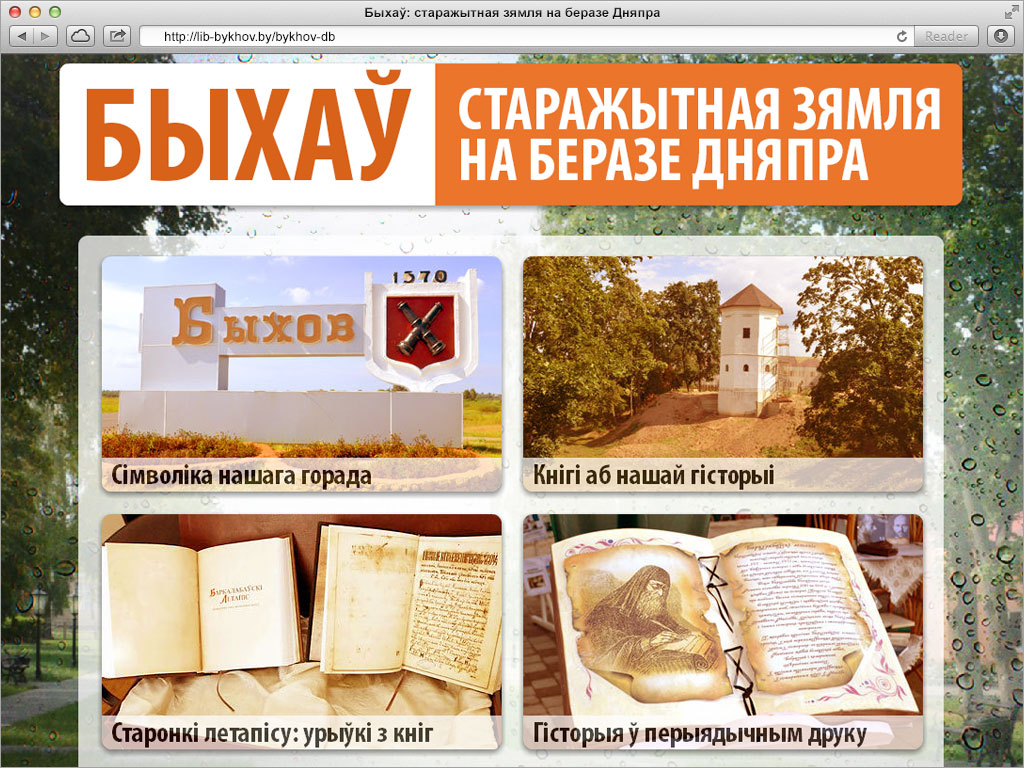 Быхаў: старажытная зямля на беразе Дняпра
http://lib-bykhov.by/bykhov-db
Reader
БЫХАЎ
СТАРАЖЫТНАЯ ЗЯМЛЯ
НА БЕРАЗЕ ДНЯПРА
1370
Быхов
Сімволіка нашага горада
Кнігі аб нашай гісторыі
Баркалабаўскі
Летапіс
Старонкі летапісу: урыўкі з кніг
Гісторыя ў перыядычным друку